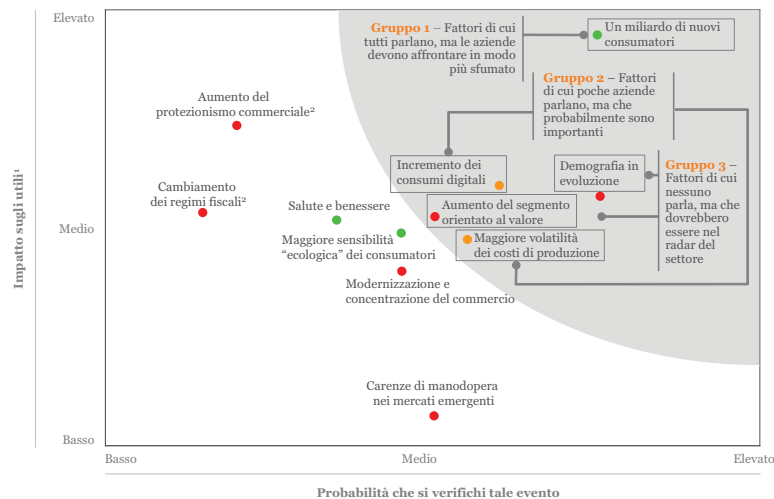 Elevato
Gruppo 1 – Fattori di cui
tutti parlano, ma le aziende
devono affrontare in modo
più sfumato
Un miliardo di nuovi
consumatori
Gruppo 2 – Fattori
di cui poche aziende
parlano, ma che
probabilmente sono
importanti
Aumento del
protezionismo commerciale²
Incremento dei
consumi digitali
Demografia in
evoluzione
Gruppo 3 –
Fattori di cui
nessuno
parla, ma che
dovrebbero
essere nel
radar del
settore
Cambiamento
dei regimi fiscali²
Salute e benessere
Aumento del segmento
orientato al valore
Impatto sugli utili¹
Medio
Maggiore sensibilità
“ecologica” dei consumatori
Maggiore volatilità
dei costi di produzione
Modernizzazione e
concentrazione del commercio
Carenze di manodopera
nei mercati emergenti
Basso
Basso
Medio
Elevato
Probabilità che si verifichi tale evento